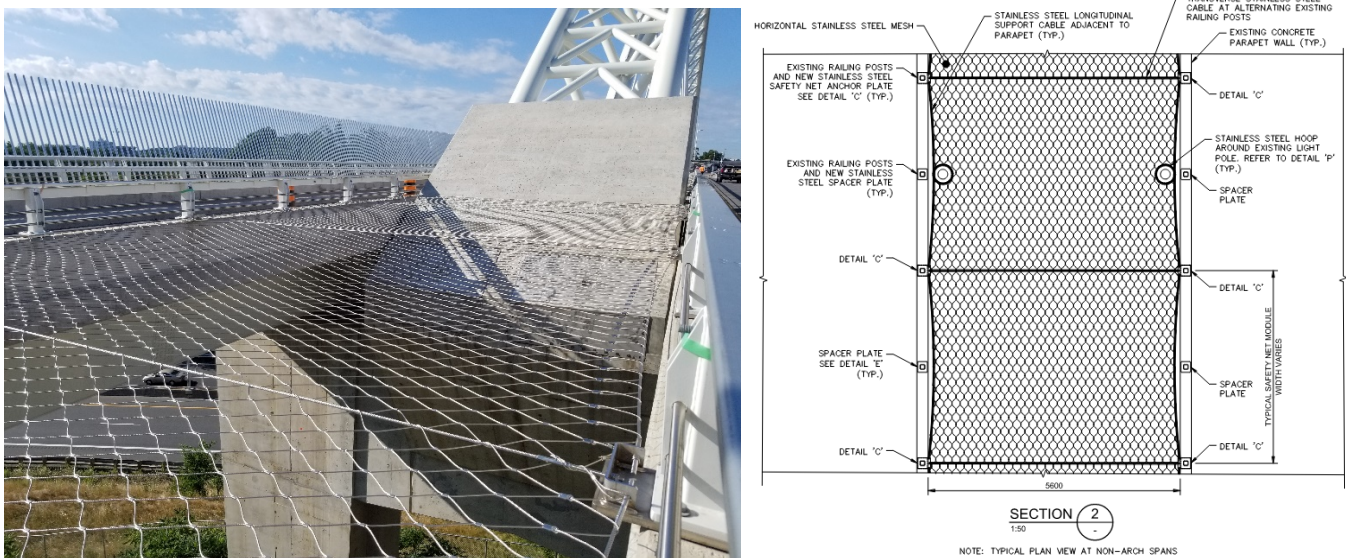 TRANSVERSE STAINLESS STEEL
CABLE AT ALTERNATING EXISTING
RAILING POSTS
STAINLESS STEEL LONGITUDINAL
SUPPORT CABLE ADJACENT TO
PARAPET (TYP.)
HORIZONTAL STAINLESS STEEL MESH
EXISTING CONCRETE
PARAPET WALL (TYP.)
EXISTING RAILING POSTS
AND NEW STAINLESS STEEL
SAFETY NET ANCHOR PLATE
SEE DETAIL 'C' (TYP.)
DETAIL 'C'
STAINLESS STEEL HOOP
AROUND EXISTING LIGHT
POLE. REFER TO DETAIL 'P'
(TYP.)
EXISTING RAILING POSTS
AND NEW STAINLESS
STEEL SPACER PLATE
(TYP.)
SPACER
PLATE
DETAIL 'C'
DETAIL 'C'
SPACER PLATE
SEE DETAIL 'E'
(TYP.)
SPACER
PLATE
TYPICAL SAFETY NET MODULE
WIDTH VARIES
DETAIL 'C'
DETAIL 'C'
5600
SECTION 2
1:50 -
NOTE: TYPICAL PLAN VIEW AT NON-ARCH SPANS